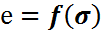 e = 𝒇(𝝈)